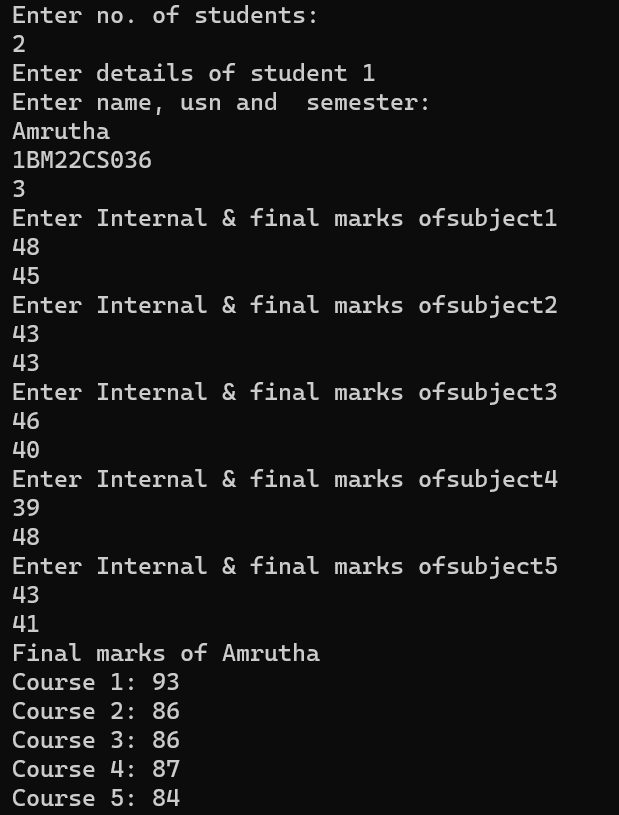 Enter no. of students:
2
Enter details of student 1
Enter name, usn and  semester:
Amrutha
1BM22CS036
3
Enter Internal & final marks ofsubject1
48
45
Enter Internal & final marks ofsubject2
43
43
Enter Internal & final marks ofsubject3
46
40
Enter Internal & final marks ofsubject4
39
48
Enter Internal & final marks ofsubject5
43
41
Final marks of Amrutha
Course 1: 93
Course 2: 86
Course 3: 86
Course 4: 87
Course 5: 84